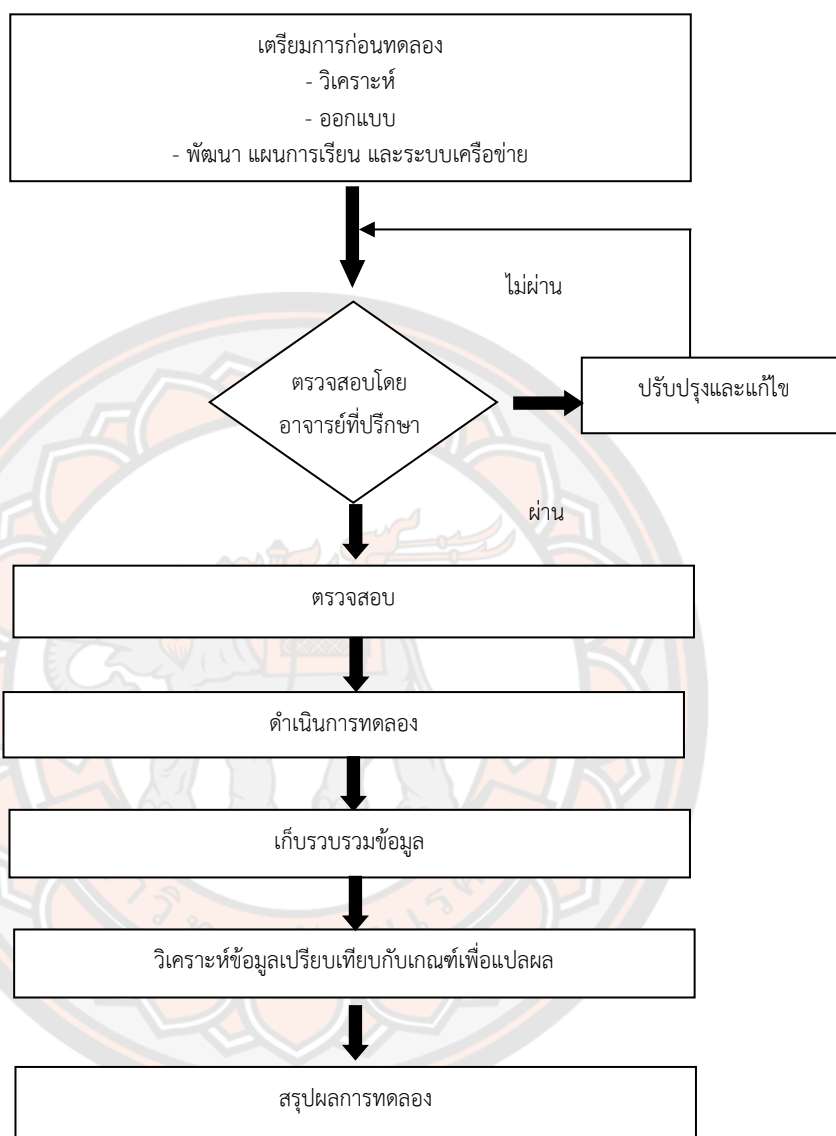 เตรียมการก่อนทดลอง
- วิเคราะห์
- ออกแบบ
- พัฒนา แผนการเรียน และระบบเครือข่าย
ไม่ผ่าน
ตรวจสอบโดย
อาจารย์ที่ปรึกษา
ปรับปรุงและแก้ไข
ผ่าน
ตรวจสอบ
ดำเนินการทดลอง
เก็บรวบรวมข้อมูล
วิเคราะห์ข้อมูลเปรียบเทียบกับเกณฑ์เพื่อแปลผล
สรุปผลการทดลอง